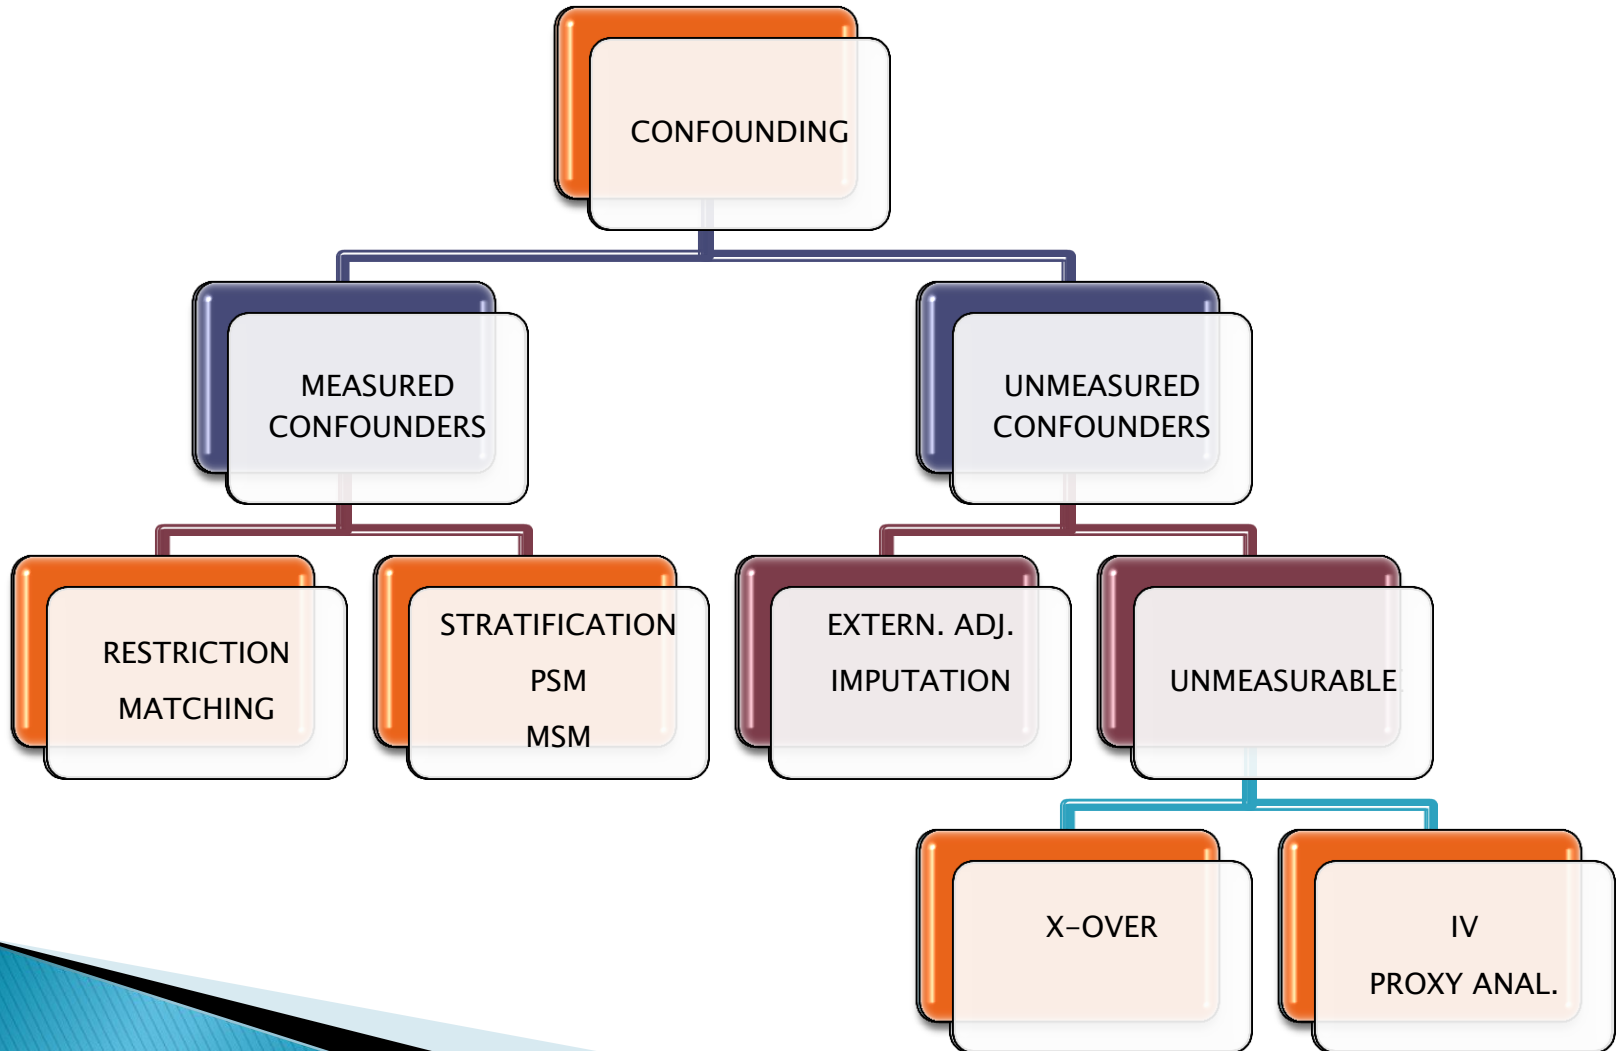 CONFOUNDING
MEASURED
CONFOUNDERS
UNMEASURED
CONFOUNDERS
RESTRICTION
MATCHING
STRATIFICATION
PSM
MSM
EXTERN. ADJ.
IMPUTATION
UNMEASURABLE
X-OVER
IV
PROXY ANAL.